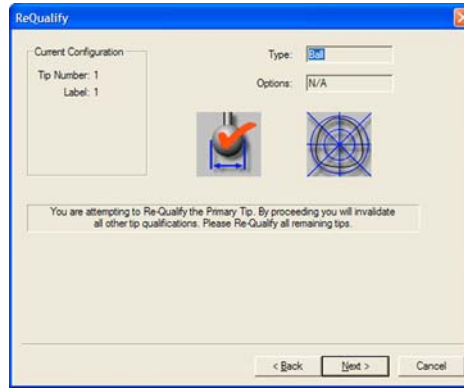 ReQualify
Current Configuration
Tip Number: 1
Label: 1
Type: Ball
Options: N/A
You are attempting to Re-Qualify the Primary Tip. By proceeding you will invalidate
all other tip qualifications. Please Re-Qualify all remaining tips.
< Back
Next >
Cancel